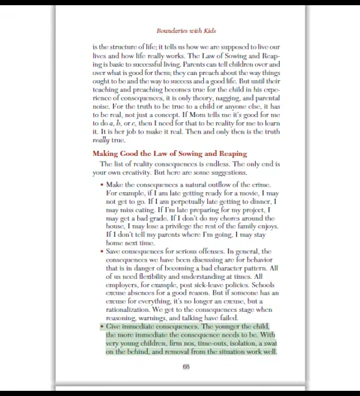 Boundaries with Kids
is the structure of life; it tells us how we are supposed to live our
lives and how life really works. The Law of Sowing and Reap-
ing is basic to successful living. Parents can tell children over and
over what is good for them; they can preach about the way things
ought to be and the way to success and a good life. But until their
teaching and preaching becomes true for the child in his expe-
rience of consequences, it is only theory, nagging, and parental
noise. For the truth to be true to a child or anyone else, it has
to be real, not just a concept. If Mom tells me it's good for me
to do a, b, or c, then I need for that to be reality for me to learn
it. It is her job to make it real. Then and only then is the truth
really true.
Making Good the Law of Sowing and Reaping
The list of reality consequences is endless. The only end is
your own creativity. But here are some suggestions.
• Make the consequences a natural outflow of the crime.
For example, if I am late getting ready for a movie, I may
not get to go. If I am perpetually late getting to dinner, I
may miss eating. If I'm late preparing for my project, I
may get a bad grade. If I don't do my chores around the
house, I may lose a privilege the rest of the family enjoys.
If I don't tell my parents where I'm going, I may stay
home next time.
• Save consequences for serious offenses. In general, the
consequences we have been discussing are for behavior
that is in danger of becoming a bad character pattern. All
of us need flexibility and understanding at times. All
employers, for example, post sick-leave policies. Schools
excuse absences for a good reason. But if someone has an
excuse for everything, it's no longer an excuse, but a
rationalization. We get to the consequences stage when
reasoning, warnings, and talking have failed.
• Give immediate consequences. The younger the child,
the more immediate the consequence needs to be. With
very young children, firm nos, time-outs, isolation, a swat
on the behind, and removal from the situation work well.
68